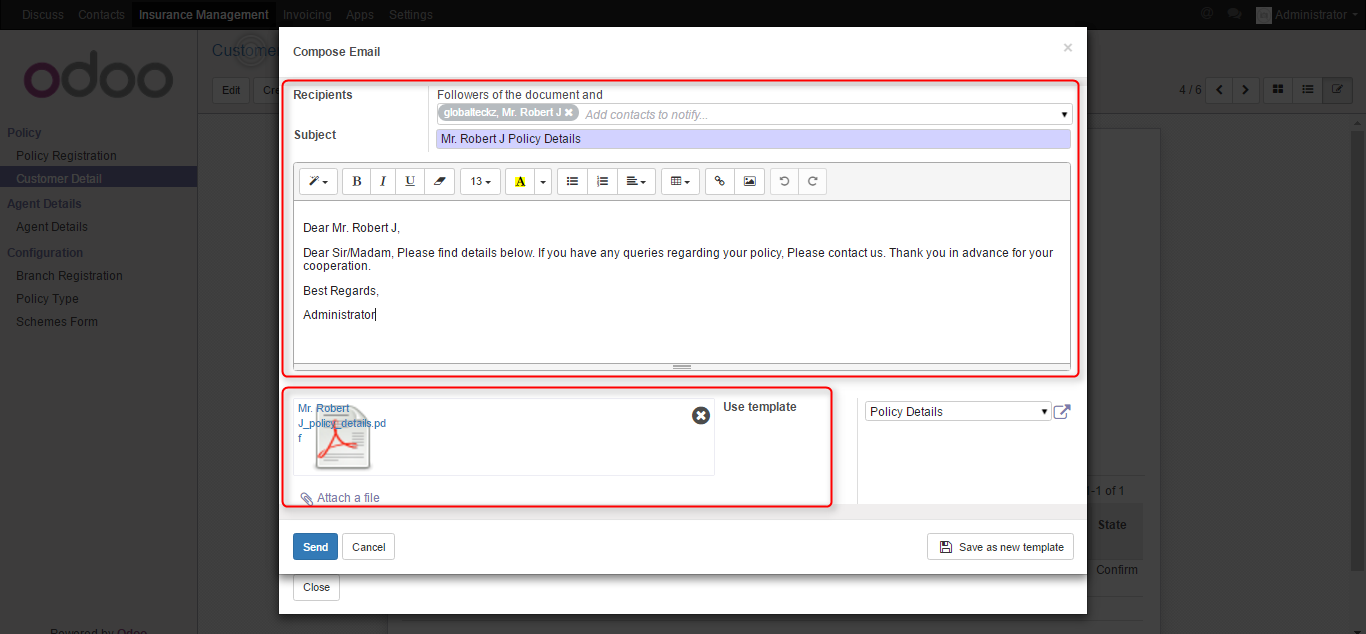 Discuss Contacts Insurance Management Invoicing Apps Settings
@ Administrator
odoo
Customer
Edit
4 / 6
Policy
Policy Registration
Customer Detail
Agent Details
Agent Details
Configuration
Branch Registration
Policy Type
Schemes Form
Powered by Odoo
Compose Email
×
Recipients
Followers of the document and
globalteckz, Mr. Robert J ✖ Add contacts to notify...
Subject
Mr. Robert J Policy Details
B I U 13 A
Dear Mr. Robert J,
Dear Sir/Madam, Please find details below. If you have any queries regarding your policy, Please contact us. Thank you in advance for your
cooperation.
Best Regards,
Administrator
Mr. Robert
J_policy_details.pd
f
Attach a file
Use template
Policy Details
Send Cancel
Save as new template
Close
-1 of 1
State
Confirm